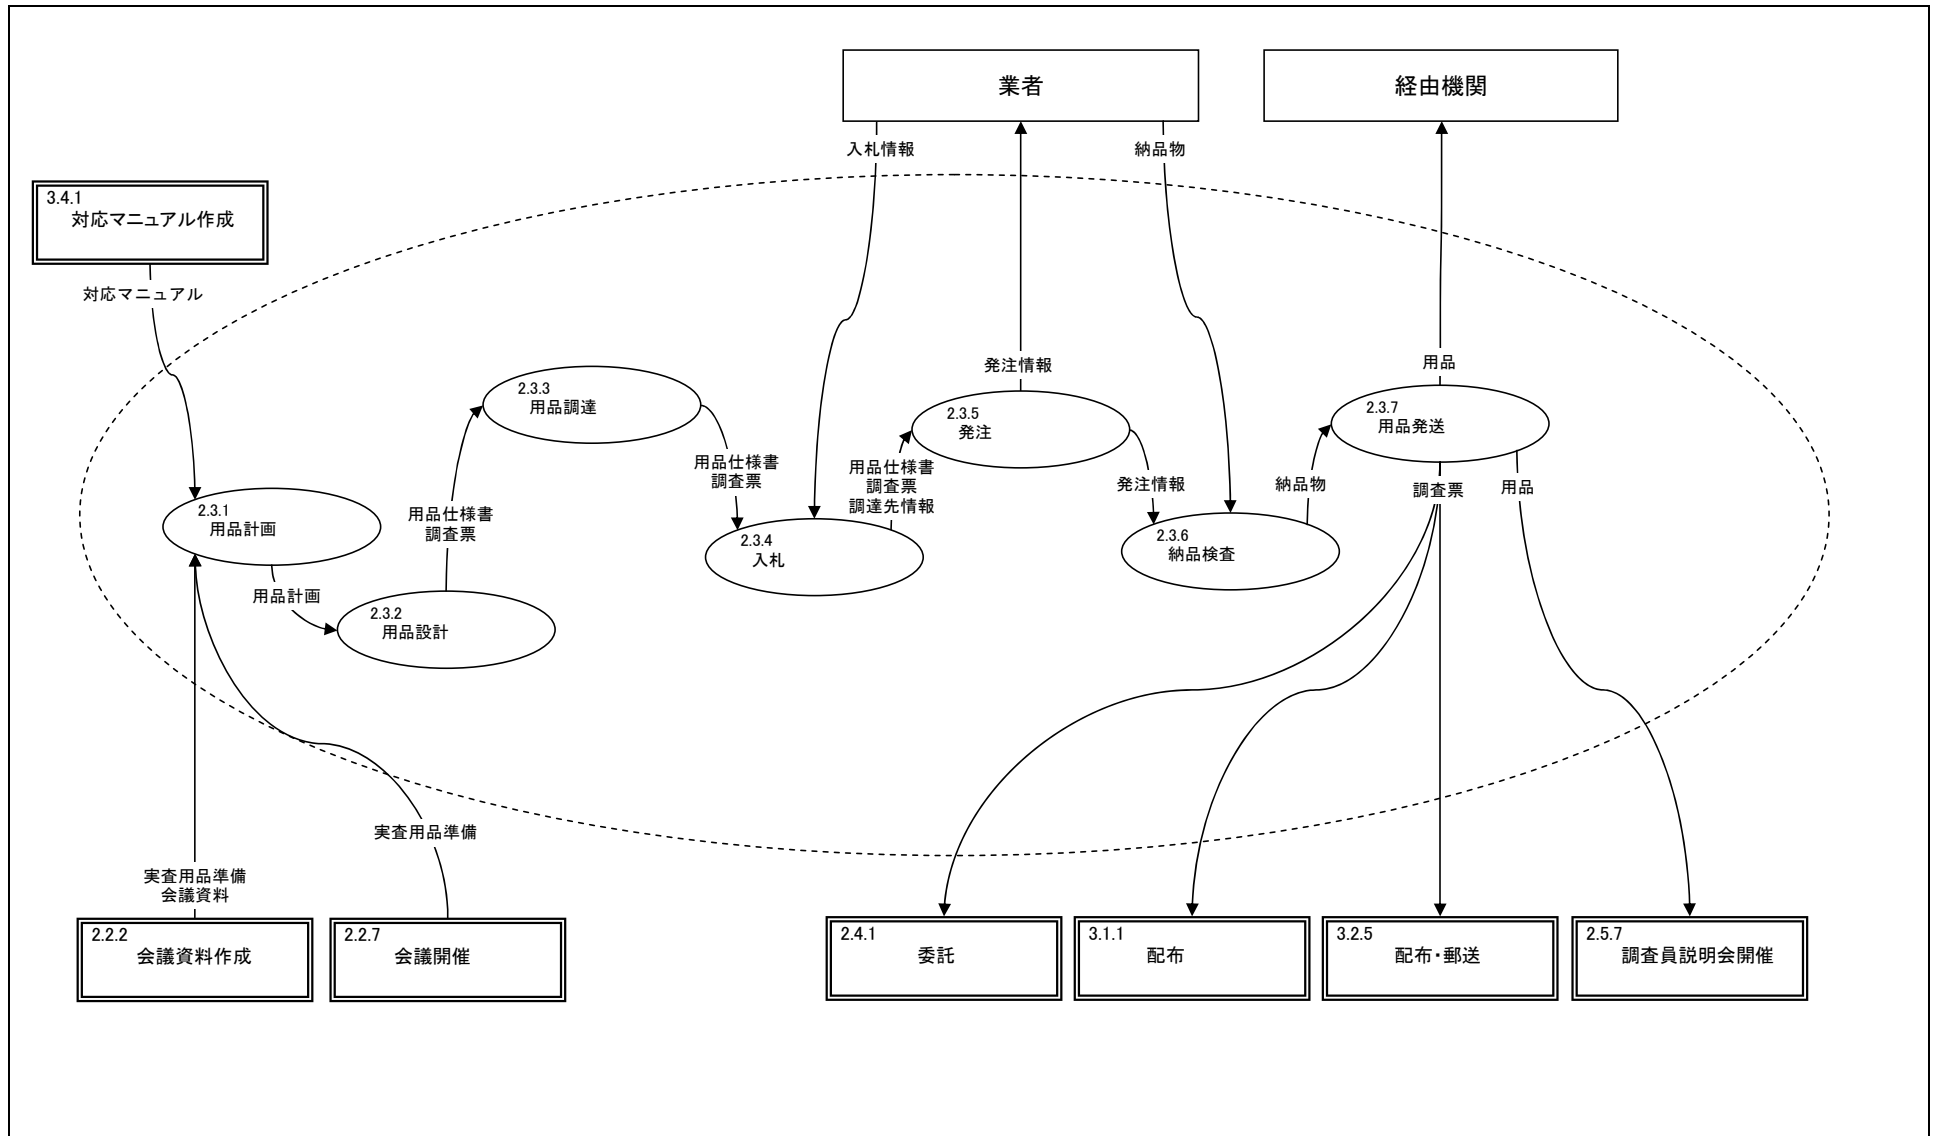 業者
経由機関
入札情報
納品物
3.4.1
対応マニュアル作成
対応マニュアル
発注情報
用品
2.3.3
用品調達
2.3.5
発注
2.3.7
用品発送
用品仕様書
調査票
用品仕様書
調査票
調達先情報
発注情報
納品物
調査票
用品
2.3.1
用品計画
用品仕様書
調査票
2.3.4
入札
2.3.6
納品検査
用品計画
2.3.2
用品設計
実査用品準備
実査用品準備
会議資料
2.2.2
会議資料作成
2.2.7
会議開催
2.4.1
委託
3.1.1
配布
3.2.5
配布・郵送
2.5.7
調査員説明会開催